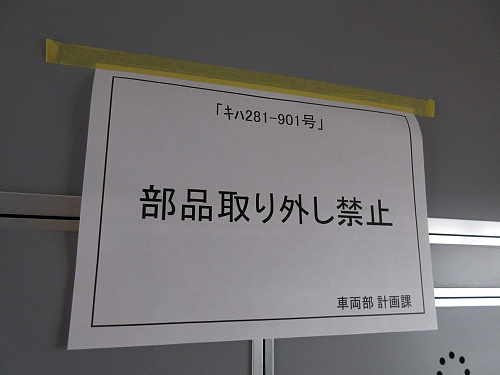 「ｷﾊ281-901号」
部品取り外し禁止
車両部 計画課